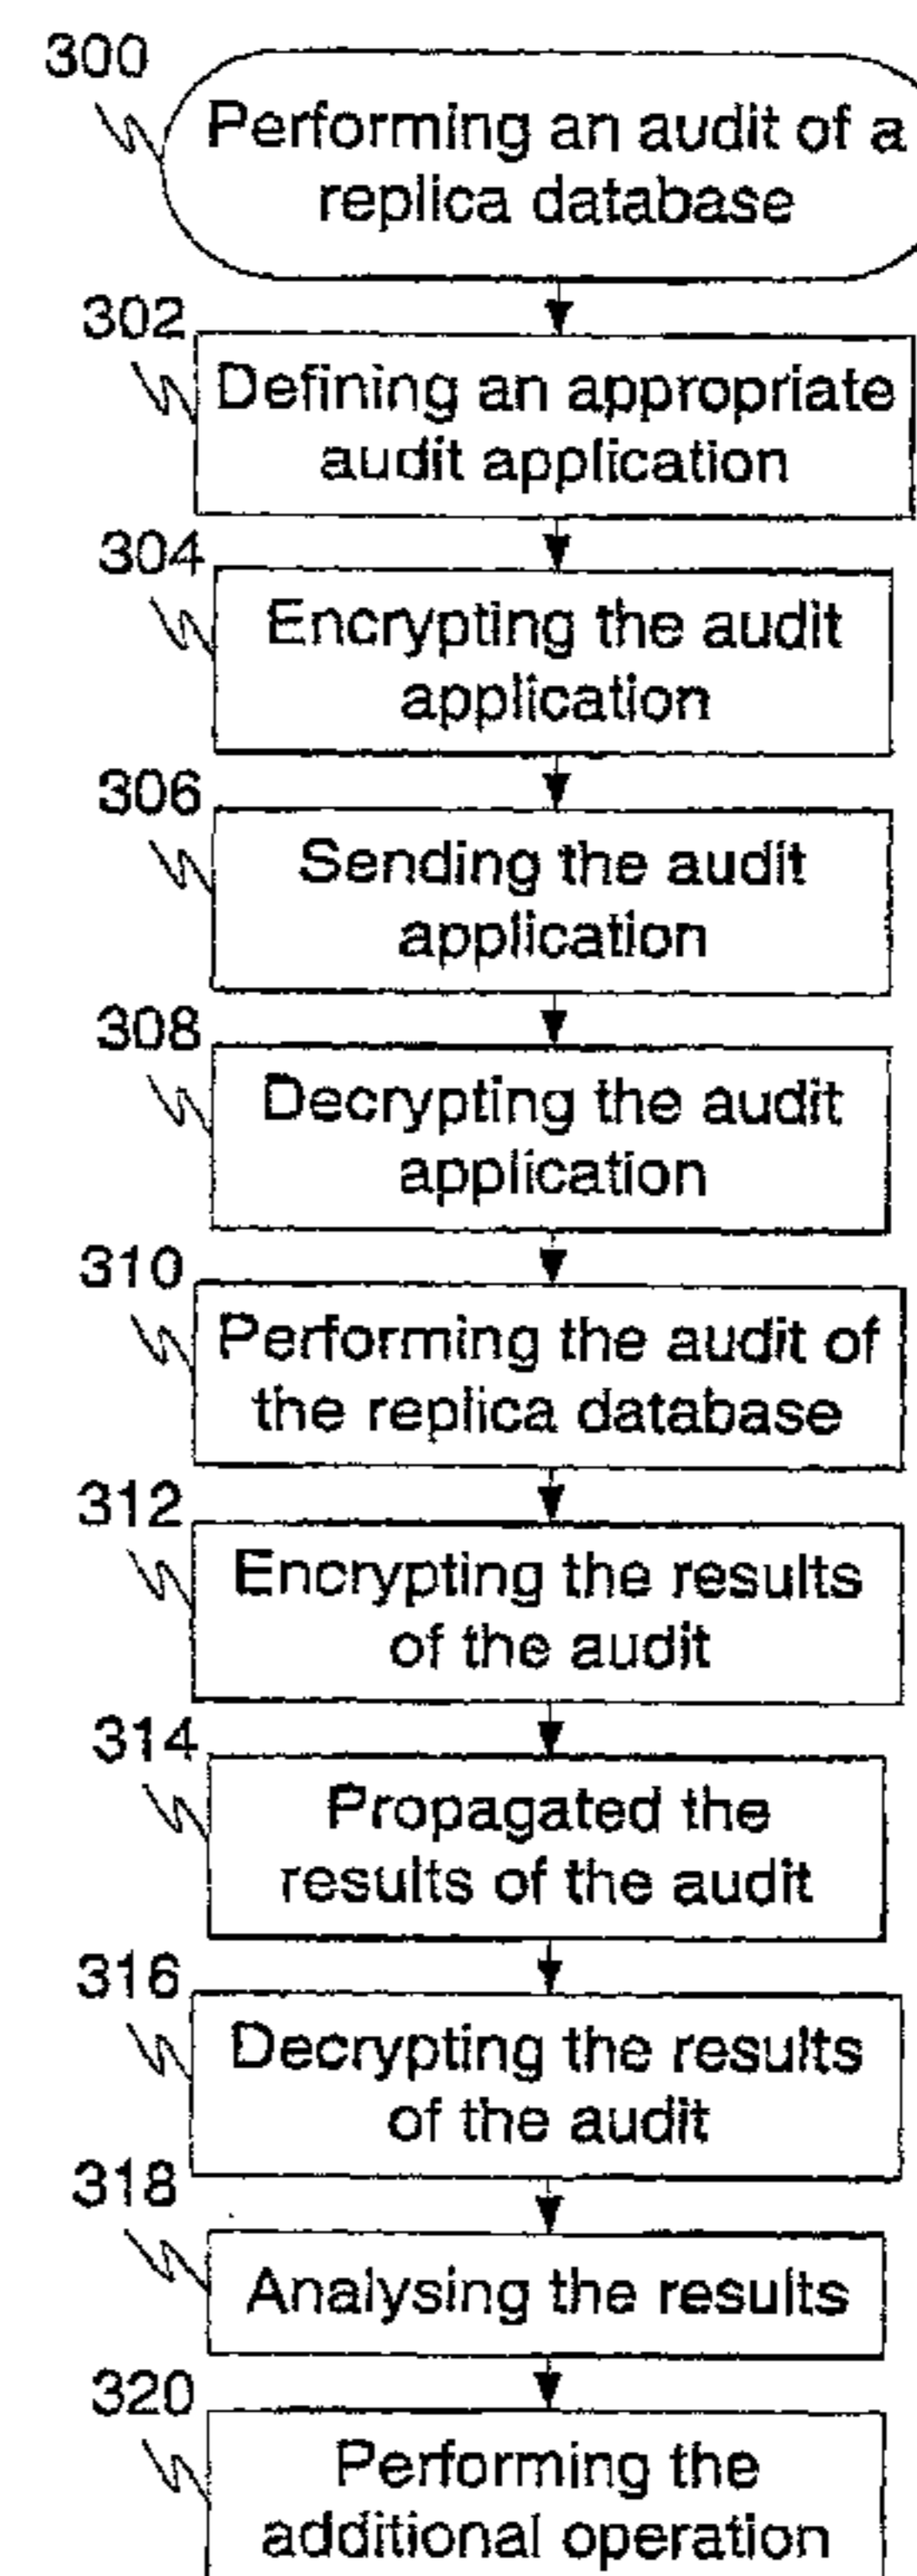 300
Performing an audit of a
replica database
302
Defining an appropriate
audit application
304
Encrypting the audit
application
306
Sending the audit
application
308
Decrypting the audit
application
310
Performing the audit of
the replica database
312
Encrypting the results
of the audit
314
Propagated the
results of the audit
316
Decrypting the results
of the audit
318
Analysing the results
320
Performing the
additional operation